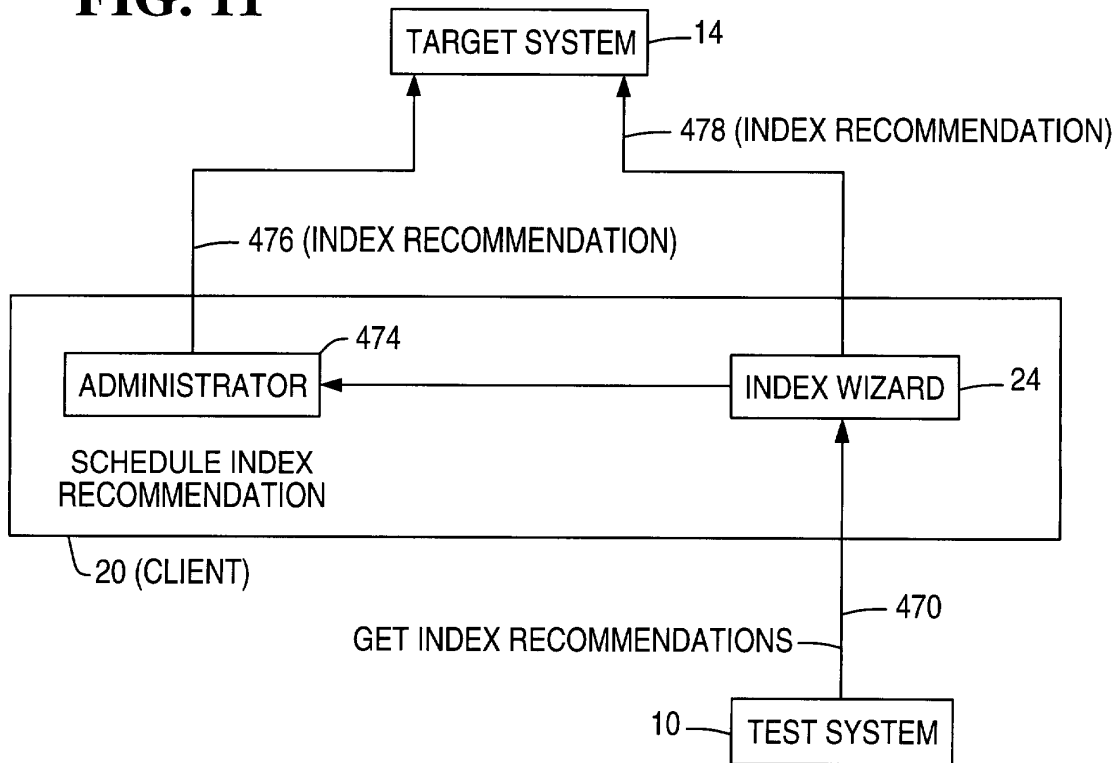 FIG. 11
TARGET SYSTEM
14
478 (INDEX RECOMMENDATION)
476 (INDEX RECOMMENDATION)
474
ADMINISTRATOR
INDEX WIZARD
24
SCHEDULE INDEX
RECOMMENDATION
20 (CLIENT)
470
GET INDEX RECOMMENDATIONS
10
TEST SYSTEM